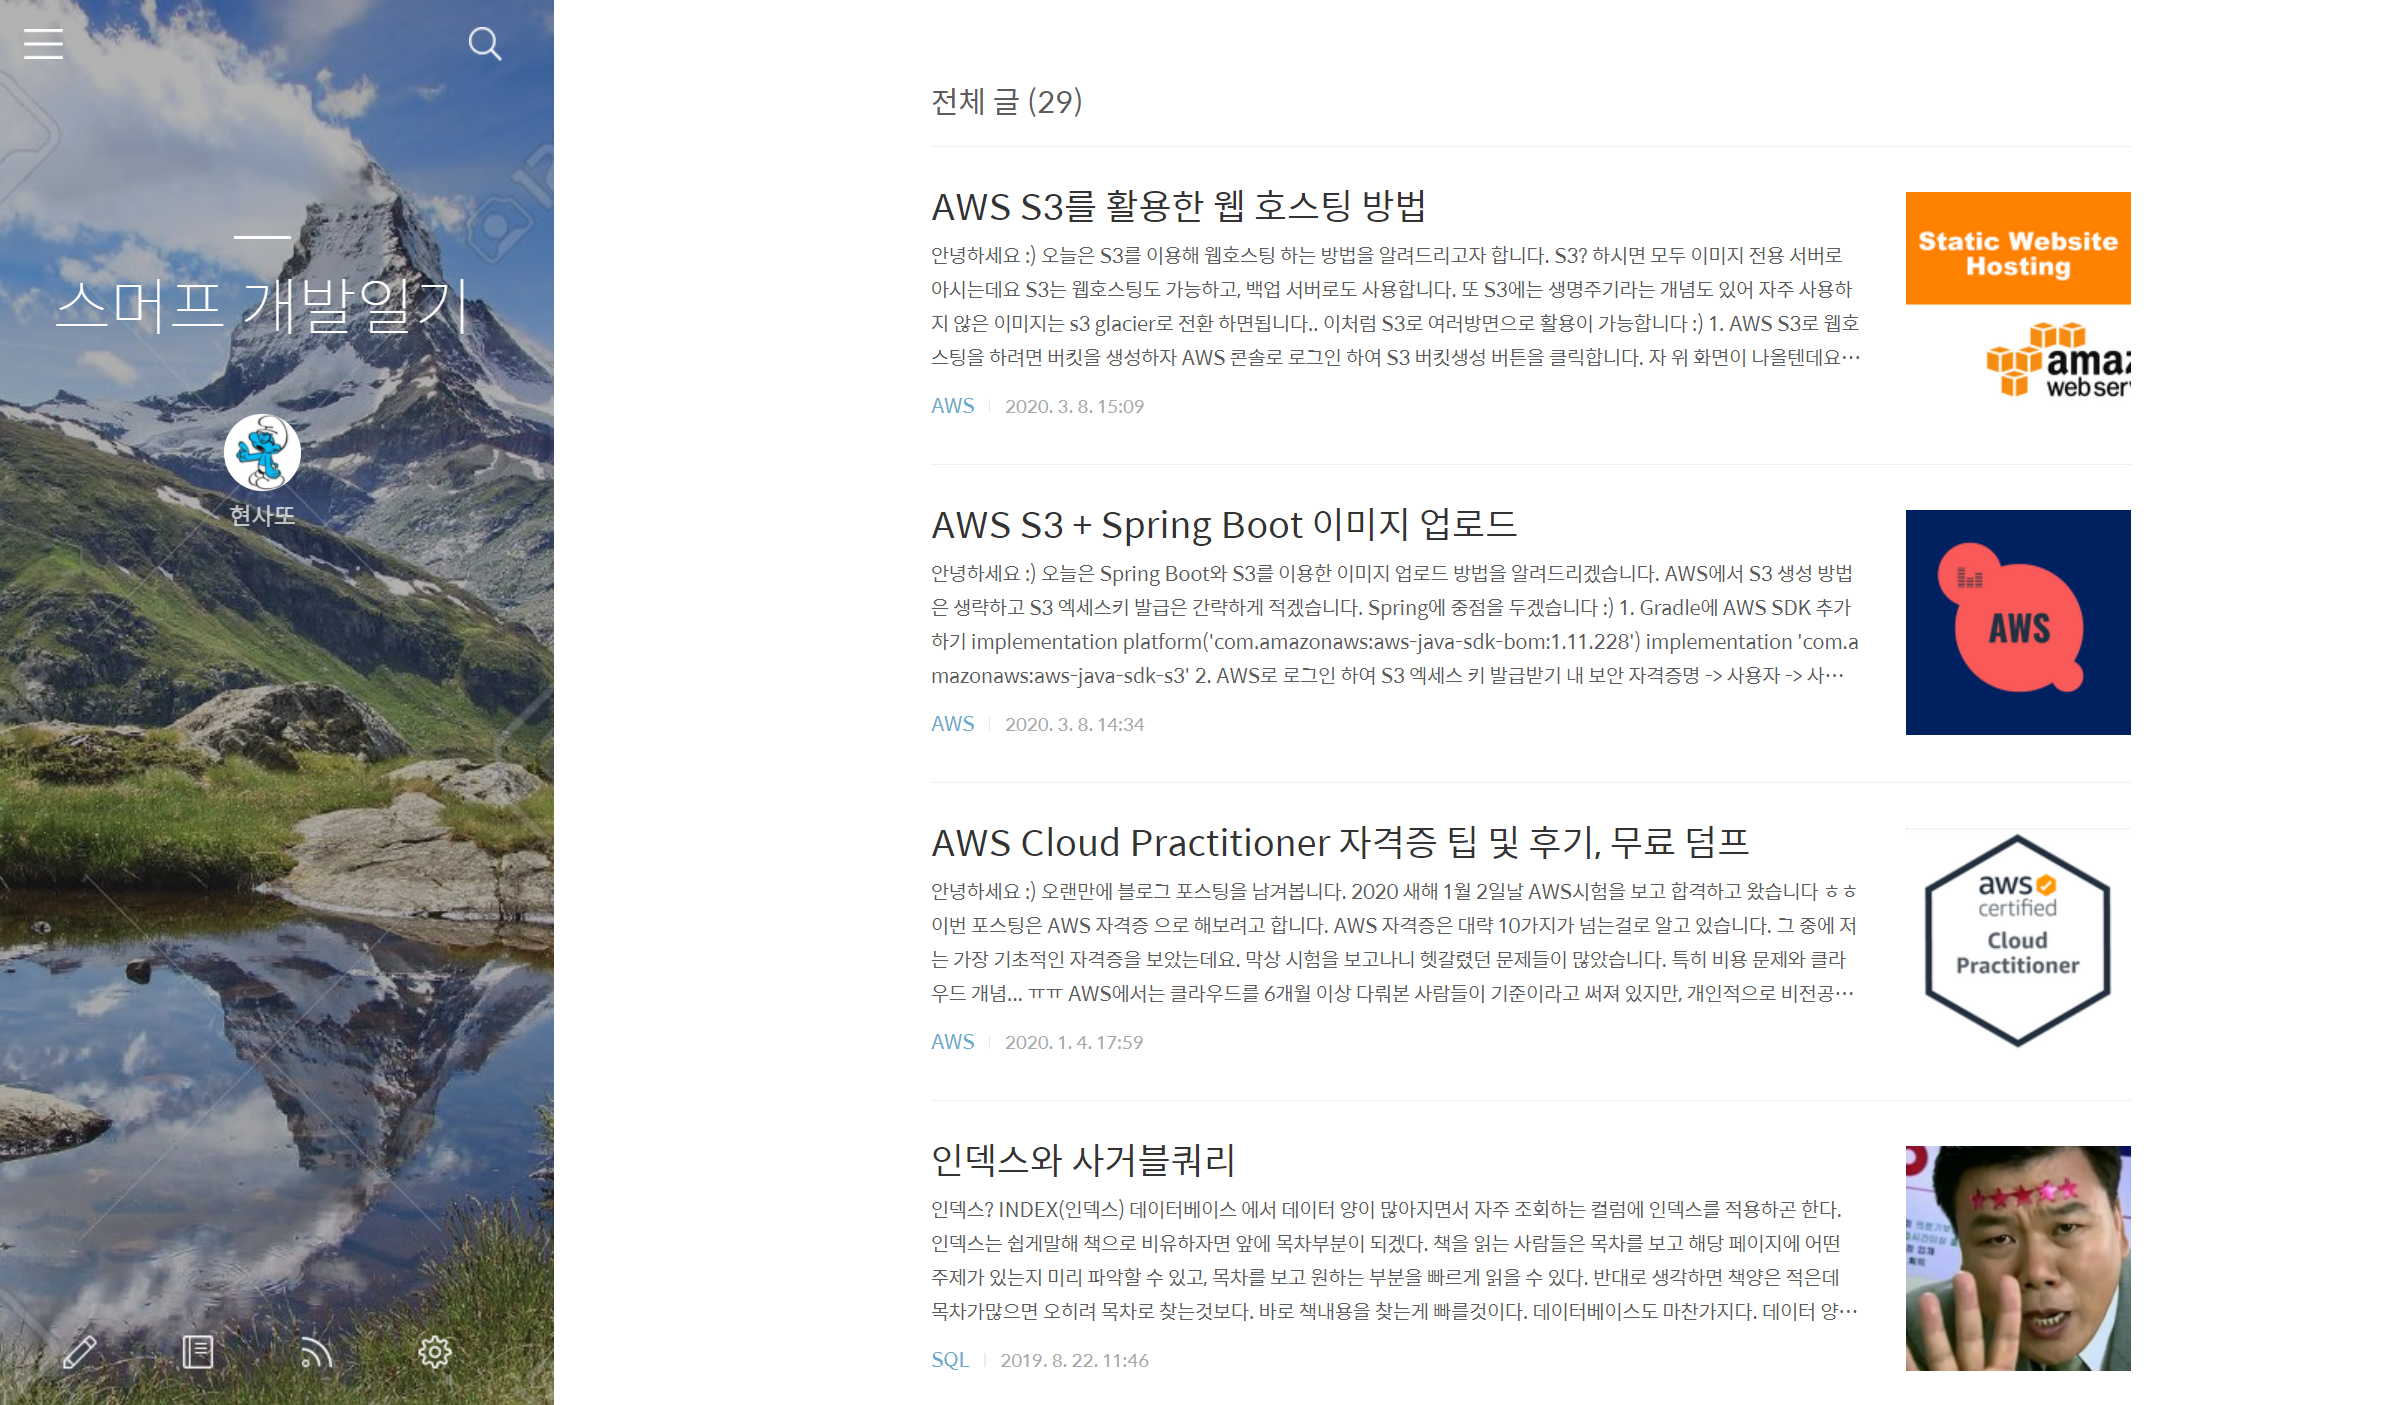 스머프 개발일기
현사또
전체 글 (29)
AWS S3를 활용한 웹 호스팅 방법
안녕하세요 :) 오늘은 S3를 이용해 웹호스팅 하는 방법을 알려드리고자 합니다. S3? 하시면 모두 이미지 전용 서버로
아시는데요 S3는 웹호스팅도 가능하고, 백업 서버로도 사용합니다. 또 S3에는 생명주기라는 개념도 있어 자주 사용하
지 않은 이미지는 s3 glacier로 전환 하면됩니다.. 이처럼 S3로 여러방면으로 활용이 가능합니다 :) 1. AWS S3로 웹호
스팅을 하려면 버킷을 생성하자 AWS 콘솔로 로그인 하여 S3 버킷생성 버튼을 클릭합니다. 자 위 화면이 나올텐데요…
AWS 2020. 3. 8. 15:09
Static Website
Hosting
amaz
web serv
AWS S3 + Spring Boot 이미지 업로드
안녕하세요 :) 오늘은 Spring Boot와 S3를 이용한 이미지 업로드 방법을 알려드리겠습니다. AWS에서 S3 생성 방법
은 생략하고 S3 엑세스키 발급은 간략하게 적겠습니다. Spring에 중점을 두겠습니다 :) 1. Gradle에 AWS SDK 추가
하기 implementation platform('com.amazonaws:aws-java-sdk-bom:1.11.228') implementation 'com.a
mazonaws:aws-java-sdk-s3' 2. AWS로 로그인 하여 S3 엑세스 키 발급받기 내 보안 자격증명 -> 사용자 -> 사…
AWS 2020. 3. 8. 14:34
AWS
AWS Cloud Practitioner 자격증 팁 및 후기, 무료 덤프
안녕하세요 :) 오랜만에 블로그 포스팅을 남겨봅니다. 2020 새해 1월 2일날 AWS시험을 보고 합격하고 왔습니다 ㅎㅎ
이번 포스팅은 AWS 자격증 으로 해보려고 합니다. AWS 자격증은 대략 10가지가 넘는걸로 알고 있습니다. 그 중에 저
는 가장 기초적인 자격증을 보았는데요. 막상 시험을 보고나니 헷갈렸던 문제들이 많았습니다. 특히 비용 문제와 클라
우드 개념... ㅠㅠ AWS에서는 클라우드를 6개월 이상 다뤄본 사람들이 기준이라고 써져 있지만, 개인적으로 비전공…
AWS 2020. 1. 4. 17:59
aws
certified
Cloud
Practitioner
인덱스와 사거블쿼리
인덱스? INDEX(인덱스) 데이터베이스 에서 데이터 양이 많아지면서 자주 조회하는 컬럼에 인덱스를 적용하곤 한다.
인덱스는 쉽게말해 책으로 비유하자면 앞에 목차부분이 되겠다. 책을 읽는 사람들은 목차를 보고 해당 페이지에 어떤
주제가 있는지 미리 파악할 수 있고, 목차를 보고 원하는 부분을 빠르게 읽을 수 있다. 반대로 생각하면 책양은 적은데
목차가많으면 오히려 목차로 찾는것보다. 바로 책내용을 찾는게 빠를것이다. 데이터베이스도 마찬가지다. 데이터 양…
SQL 2019. 8. 22. 11:46